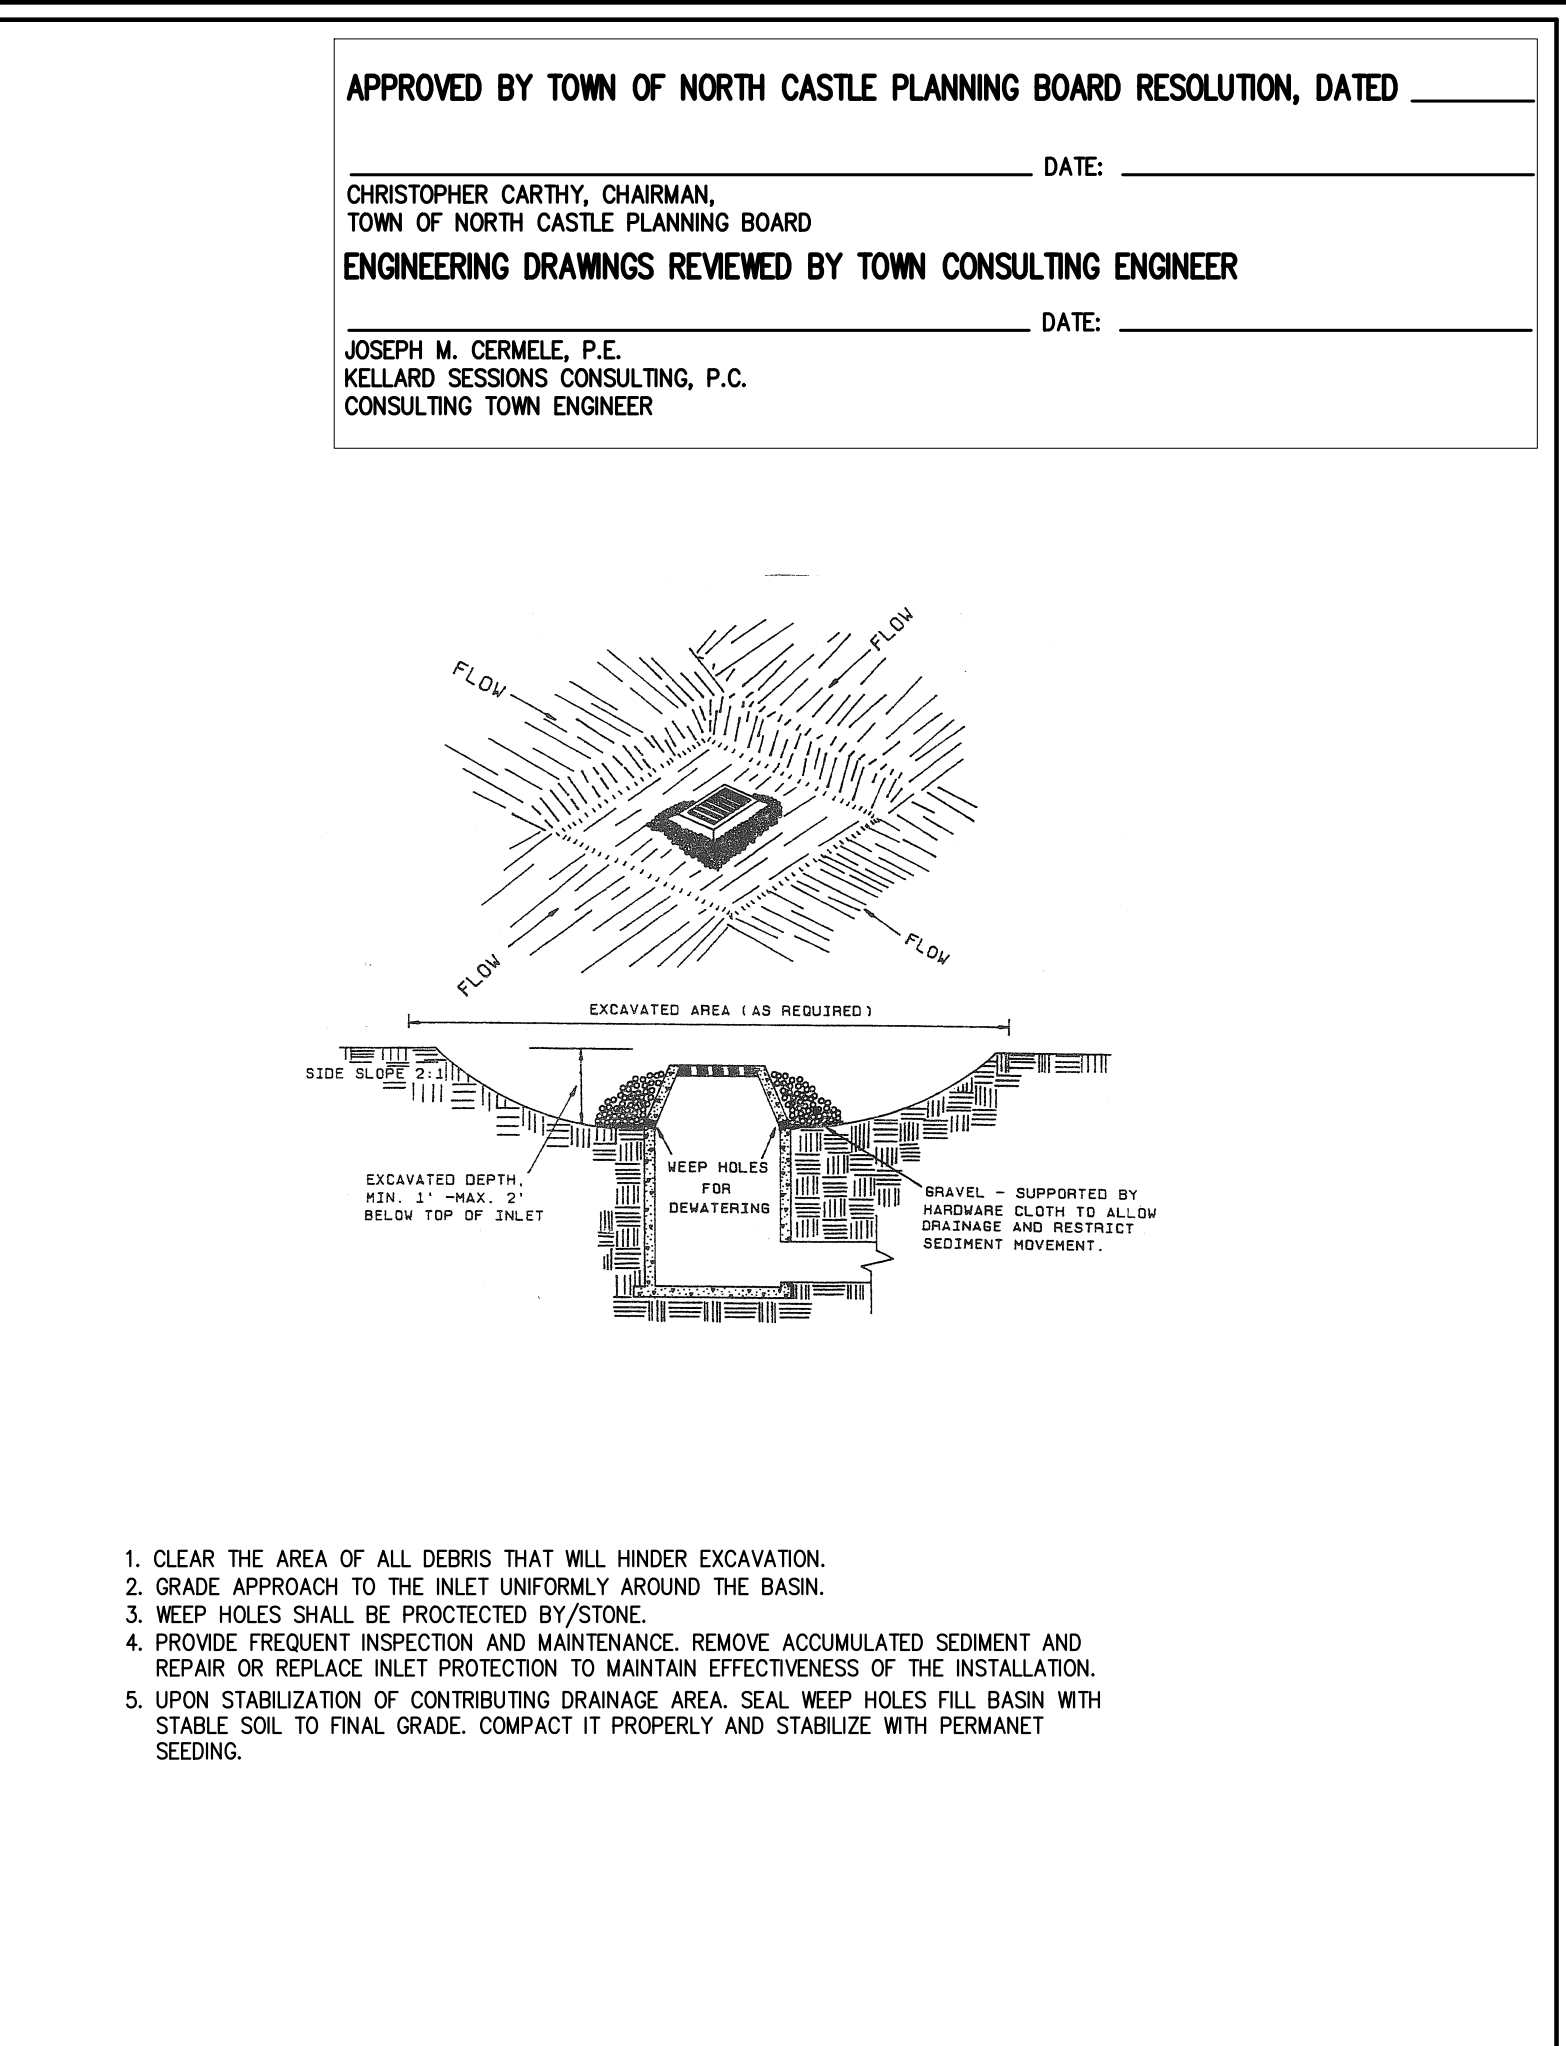 APPROVED BY TOWN OF NORTH CASTLE PLANNING BOARD RESOLUTION, DATED
DATE:
CHRISTOPHER CARTHY, CHAIRMAN,
TOWN OF NORTH CASTLE PLANNING BOARD
ENGINEERING DRAWINGS REVIEWED BY TOWN CONSULTING ENGINEER
DATE:
JOSEPH M. CERMELE, P.E.
KELLARD SESSIONS CONSULTING, P.C.
CONSULTING TOWN ENGINEER
FLOW
FLOW
FLOW
FLOW
EXCAVATED AREA (AS REQUIRED)
SIDE SLOPE 2:1
EXCAVATED DEPTH,
MIN. 1' -MAX. 2'
BELOW TOP OF INLET
WEEP HOLES
FOR
DEWATERING
GRAVEL - SUPPORTED BY
HARDWARE CLOTH TO ALLOW
DRAINAGE AND RESTRICT
SEDIMENT MOVEMENT.
1. CLEAR THE AREA OF ALL DEBRIS THAT WILL HINDER EXCAVATION.
2. GRADE APPROACH TO THE INLET UNIFORMLY AROUND THE BASIN.
3. WEEP HOLES SHALL BE PROCTECTED BY/STONE.
4. PROVIDE FREQUENT INSPECTION AND MAINTENANCE. REMOVE ACCUMULATED SEDIMENT AND
REPAIR OR REPLACE INLET PROTECTION TO MAINTAIN EFFECTIVENESS OF THE INSTALLATION.
5. UPON STABILIZATION OF CONTRIBUTING DRAINAGE AREA. SEAL WEEP HOLES FILL BASIN WITH
STABLE SOIL TO FINAL GRADE. COMPACT IT PROPERLY AND STABILIZE WITH PERMANET
SEEDING.